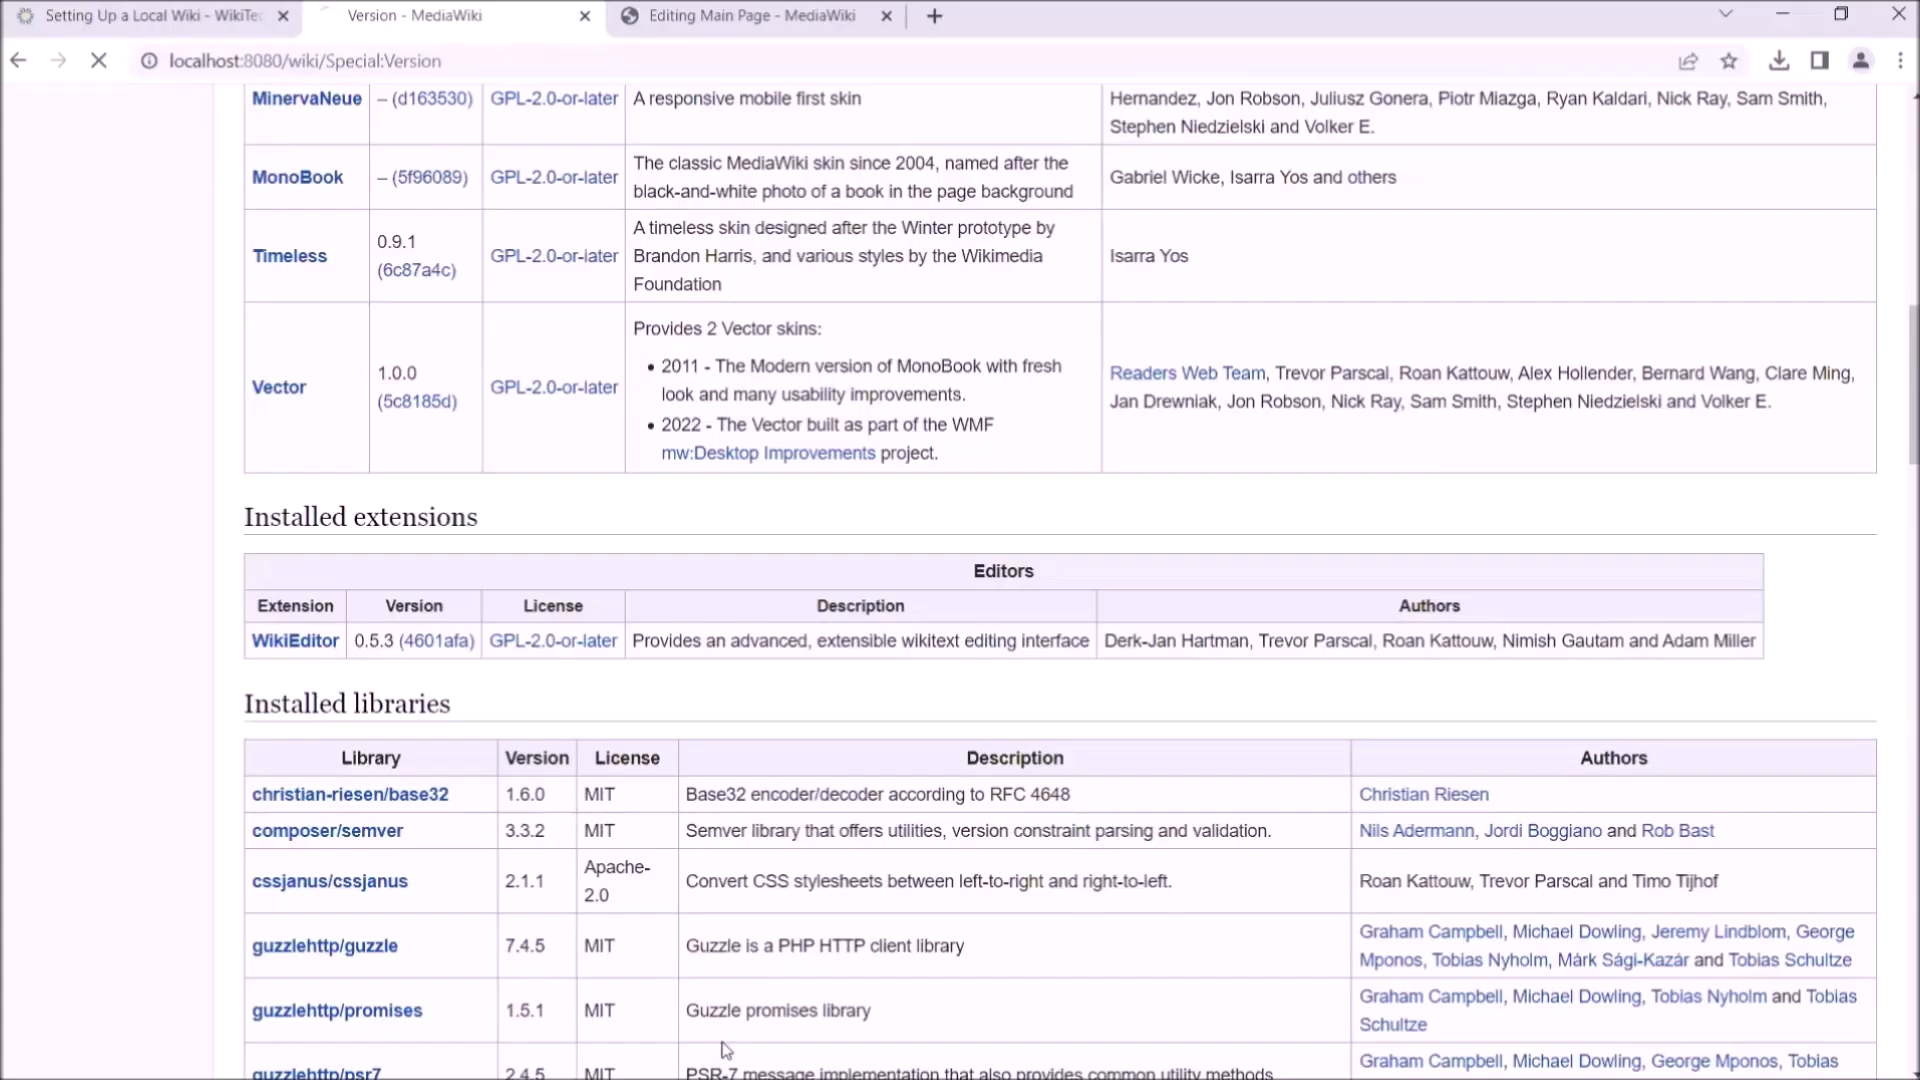 Setting Up a Local Wiki - WikiTec
Version - MediaWiki
Editing Main Page - MediaWiki
localhost:8080/wiki/Special:Version
MinervaNeue – (d163530) GPL-2.0-or-later A responsive mobile first skin Hernandez, Jon Robson, Juliusz Gonera, Piotr Miazga, Ryan Kaldari, Nick Ray, Sam Smith,
Stephen Niedzielski and Volker E.
MonoBook – (5f96089) GPL-2.0-or-later The classic MediaWiki skin since 2004, named after the
black-and-white photo of a book in the page background
Gabriel Wicke, Isarra Yos and others
Timeless 0.9.1
(6c87a4c)
GPL-2.0-or-later
A timeless skin designed after the Winter prototype by
Brandon Harris, and various styles by the Wikimedia
Foundation
Isarra Yos
Vector 1.0.0
(5c8185d)
GPL-2.0-or-later
Provides 2 Vector skins:
• 2011 - The Modern version of MonoBook with fresh
look and many usability improvements.
• 2022 - The Vector built as part of the WMF
mw:Desktop Improvements project.
Readers Web Team, Trevor Parscal, Roan Kattouw, Alex Hollender, Bernard Wang, Clare Ming,
Jan Drewniak, Jon Robson, Nick Ray, Sam Smith, Stephen Niedzielski and Volker E.
Installed extensions
Editors
Extension Version License Description Authors
WikiEditor 0.5.3 (4601afa) GPL-2.0-or-later Provides an advanced, extensible wikitext editing interface Derk-Jan Hartman, Trevor Parscal, Roan Kattouw, Nimish Gautam and Adam Miller
Installed libraries
Library Version License Description Authors
christian-riesen/base32 1.6.0 MIT Base32 encoder/decoder according to RFC 4648 Christian Riesen
composer/semver 3.3.2 MIT Semver library that offers utilities, version constraint parsing and validation. Nils Adermann, Jordi Boggiano and Rob Bast
cssjanus/cssjanus 2.1.1 Apache-
2.0
Convert CSS stylesheets between left-to-right and right-to-left. Roan Kattouw, Trevor Parscal and Timo Tijhof
guzzlehttp/guzzle 7.4.5 MIT Guzzle is a PHP HTTP client library Graham Campbell, Michael Dowling, Jeremy Lindblom, George
Mponos, Tobias Nyholm, Márk Sági-Kazár and Tobias Schultze
guzzlehttp/promises 1.5.1 MIT Guzzle promises library Graham Campbell, Michael Dowling, Tobias Nyholm and Tobias
Schultze
guzzlehttp/psr7 2.4.5 MIT PSR-7 message implementation that also provides common utility methods Graham Campbell, Michael Dowling, George Mponos, Tobias